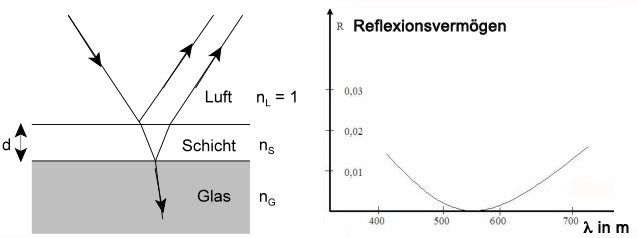 Luft n_L = 1
d Schicht n_S
Glas n_G
R Reflexionsvermögen
0,03
0,02
0,01
400 500 600 700
λ in m